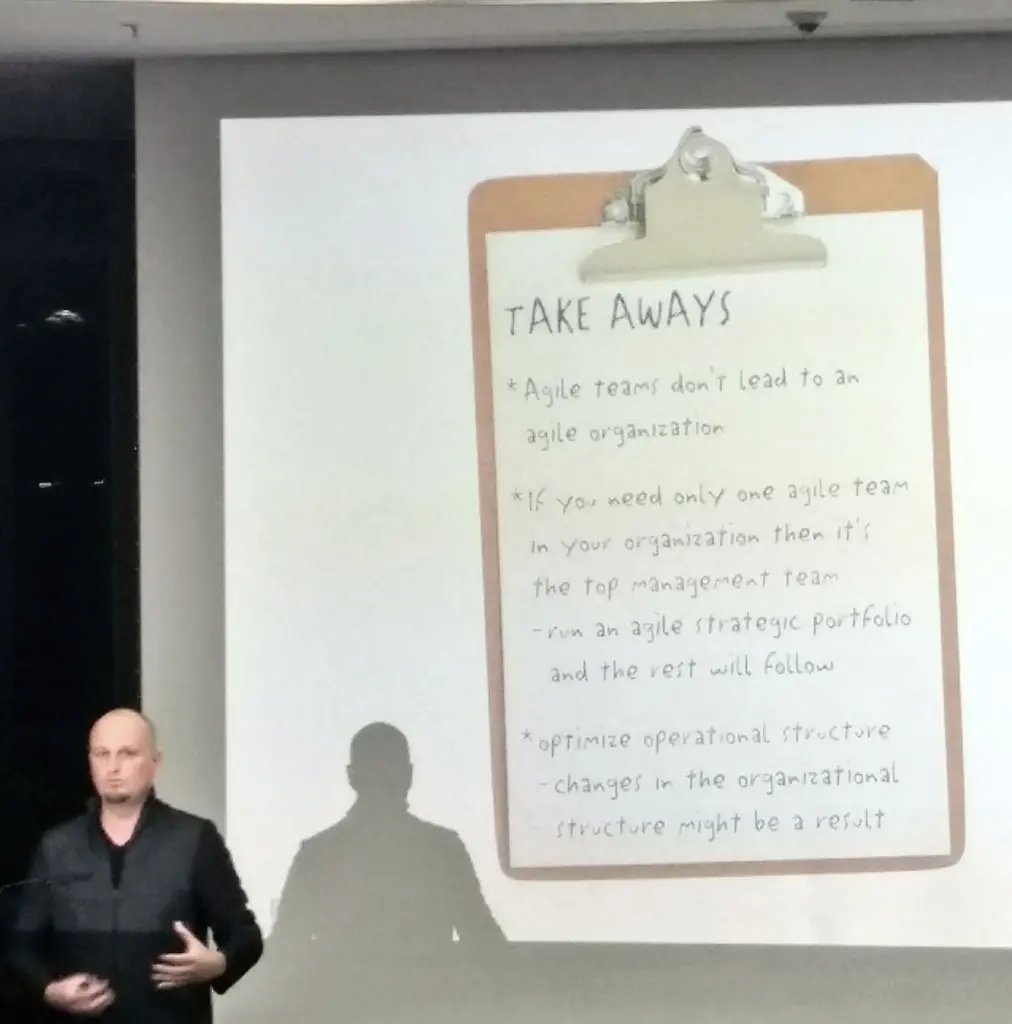 TAKE AWAYS
* Agile teams don't lead to an
agile organization
* If you need only one agile team
in your organization then it's
the top management team
- run an agile strategic portfolio
and the rest will follow
* optimize operational structure
- changes in the organizational
structure might be a result